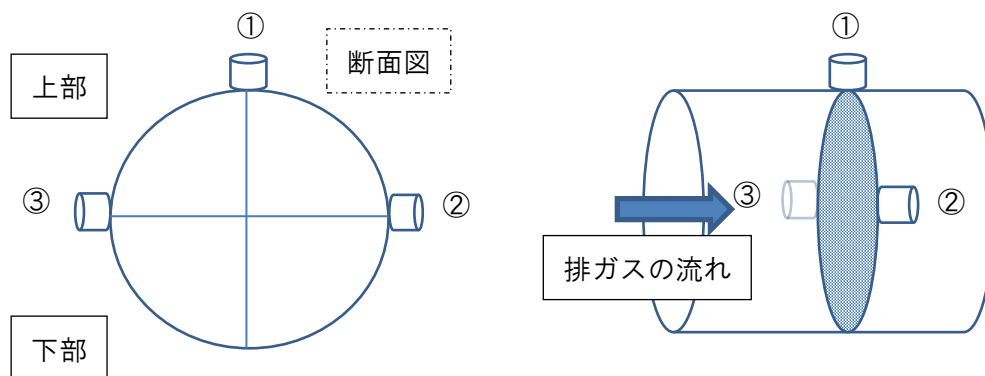 ①
断面図
上部
③
②
下部
①
③
②
排ガスの流れ